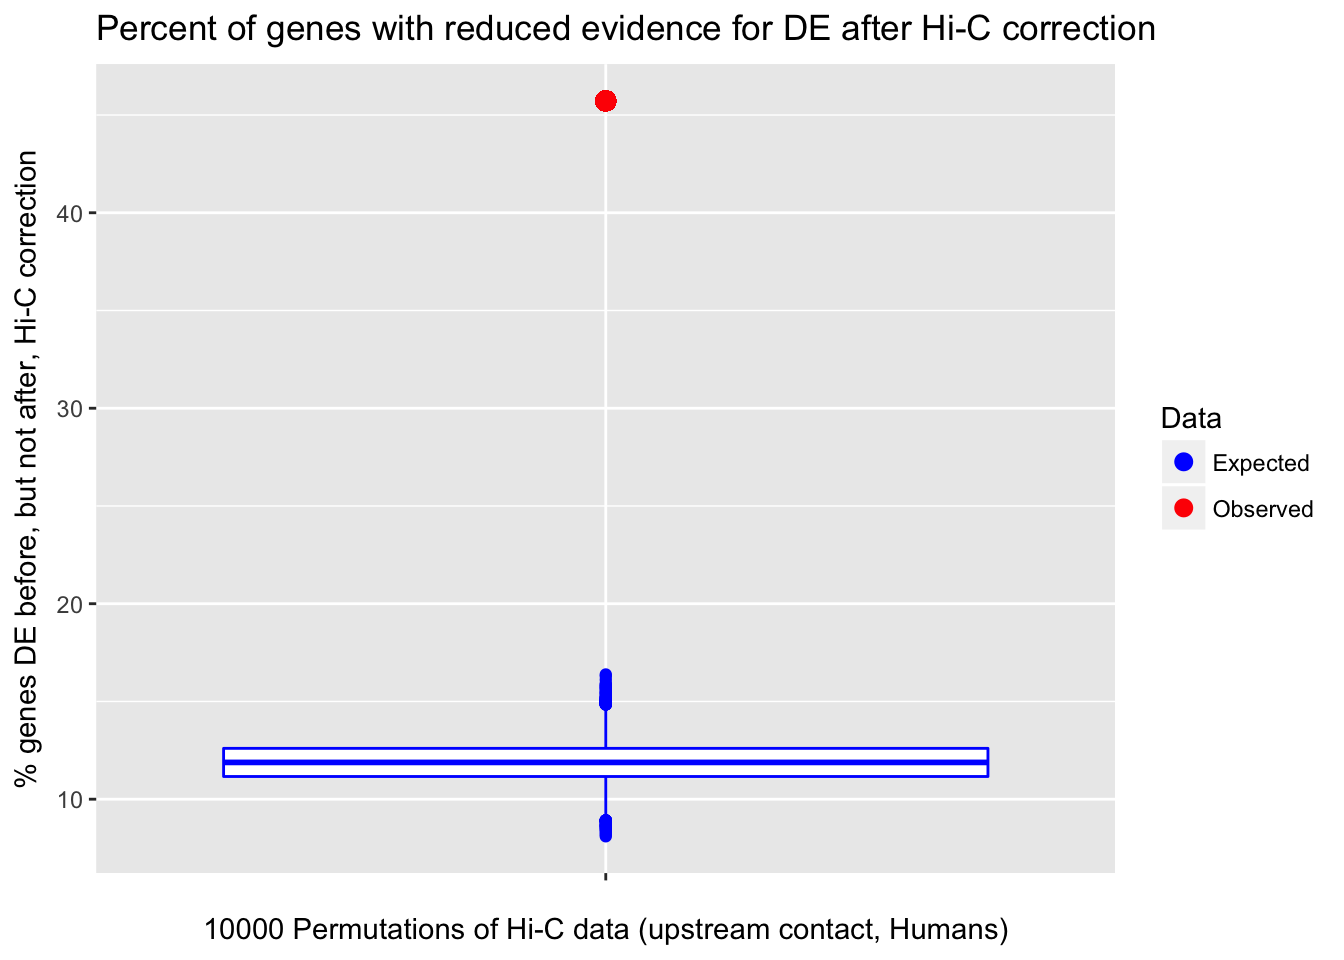 Percent of genes with reduced evidence for DE after Hi-C correction
% genes DE before, but not after, Hi-C correction
40
30
20
10
10000 Permutations of Hi-C data (upstream contact, Humans)
Data
Expected
Observed